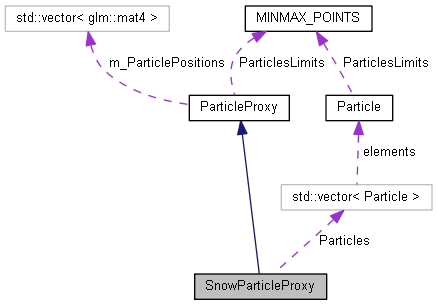 std::vector< glm::mat4 >
MINMAX_POINTS
m_ParticlePositions
ParticlesLimits
ParticlesLimits
ParticleProxy
Particle
elements
std::vector< Particle >
Particles
SnowParticleProxy